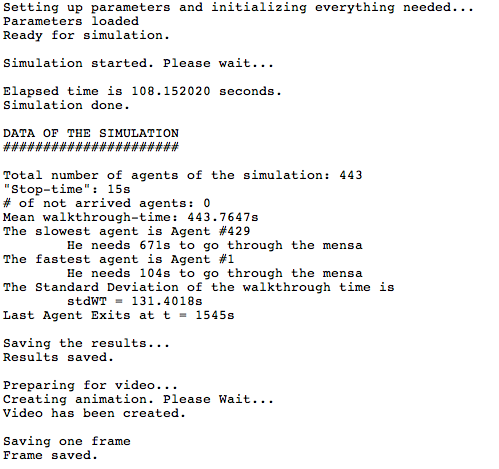 Setting up parameters and initializing everything needed...
Parameters loaded
Ready for simulation.
Simulation started. Please wait...
Elapsed time is 108.152020 seconds.
Simulation done.
DATA OF THE SIMULATION
######################
Total number of agents of the simulation: 443
"Stop-time": 15s
# of not arrived agents: 0
Mean walkthrough-time: 443.7647s
The slowest agent is Agent #429
He needs 671s to go through the mensa
The fastest agent is Agent #1
He needs 104s to go through the mensa
The Standard Deviation of the walkthrough time is
stdWT = 131.4018s
Last Agent Exits at t = 1545s
Saving the results...
Results saved.
Preparing for video...
Creating animation. Please Wait...
Video has been created.
Saving one frame
Frame saved.